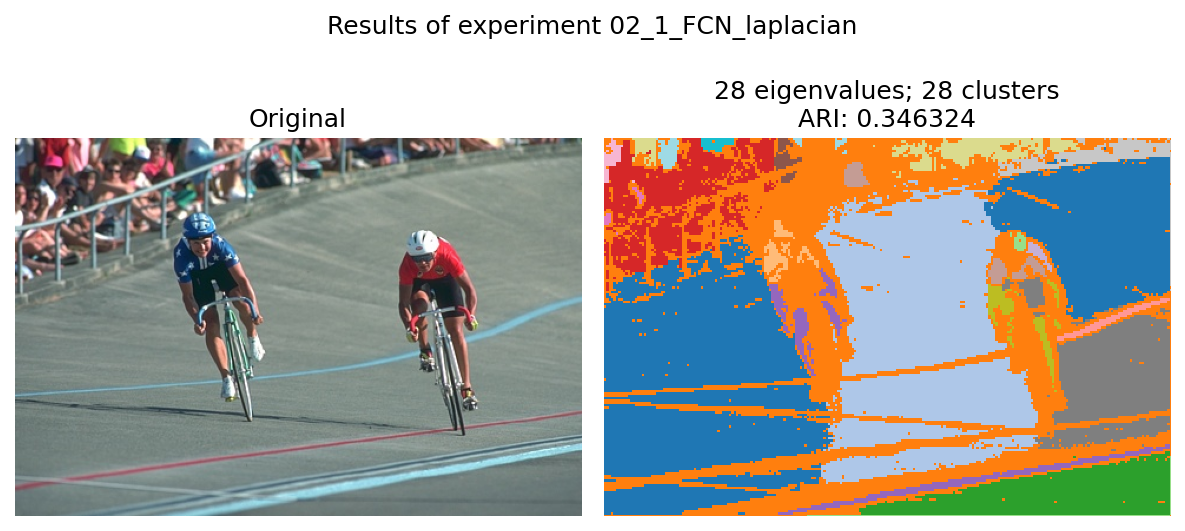 Results of experiment 02_1_FCN_laplacian
Original
28 eigenvalues; 28 clusters
ARI: 0.346324